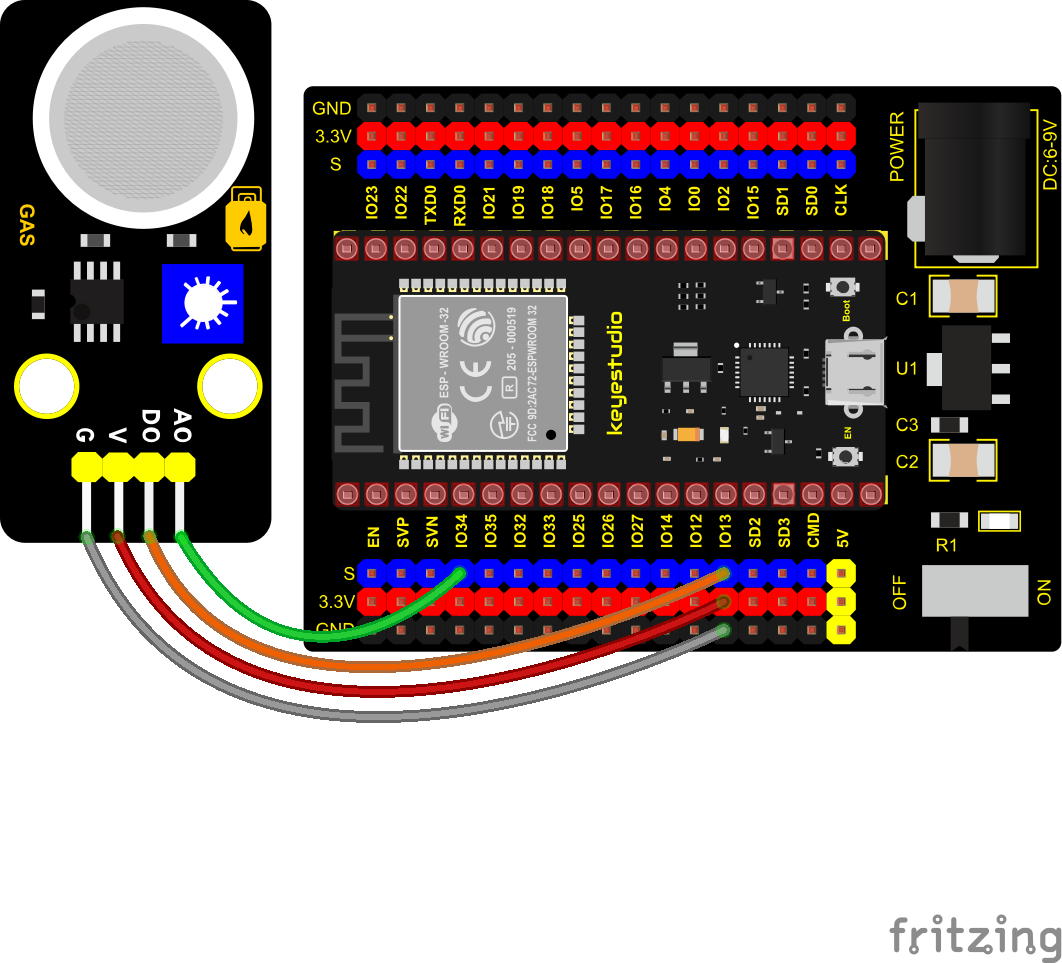 GAS
G
V
DO
AO
GND
3.3V
S
IO23
IO22
TXD0
RXD0
IO21
IO19
IO18
IO5
IO17
IO16
IO4
IO0
IO2
IO15
SD1
SD0
CLK
POWER
DC:6-9V
ESP - WROOM -32
CE
205 - 000519
R
WiFi
FCC 9D:2AC72-ESPWROOM 32
keyestudio
Boot
EN
C1
U1
C3
C2
R1
OFF
ON
EN
SVP
SVN
IO34
IO35
IO32
IO33
IO25
IO26
IO27
IO14
IO12
IO13
SD2
SD3
CMD
5V
S
3.3V
GND
fritzing